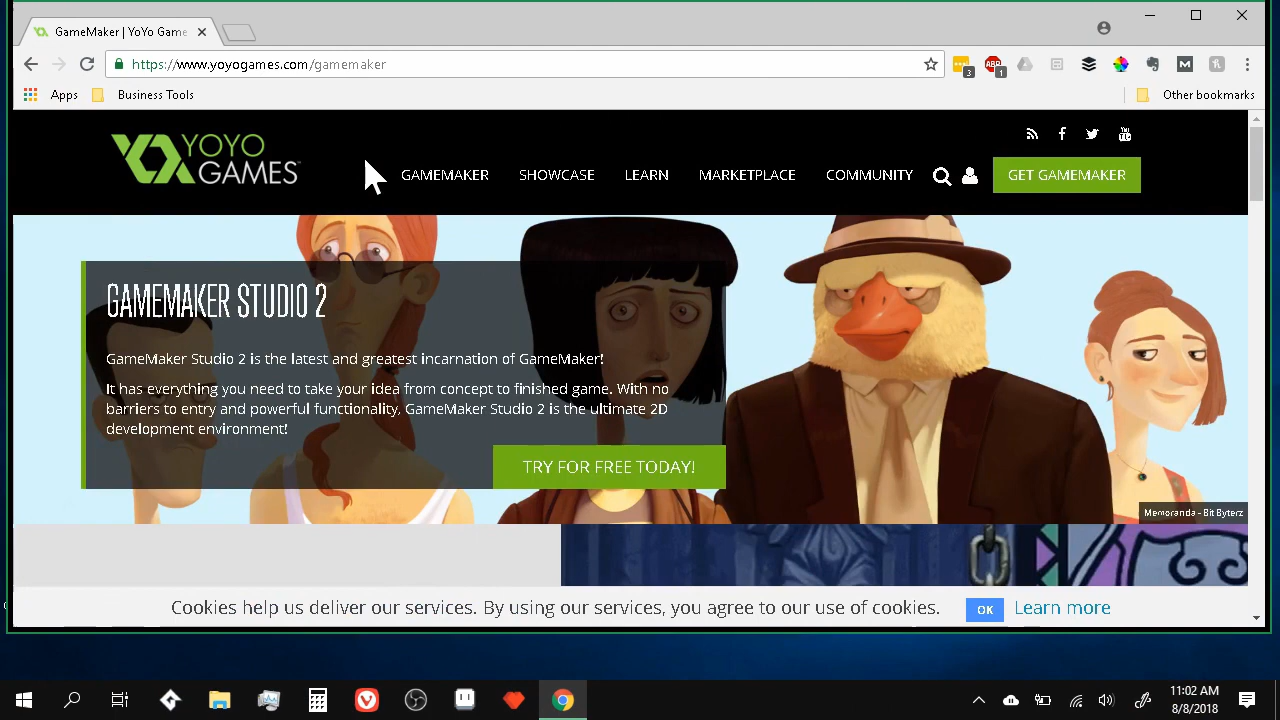 GameMaker | YoYo Game
https://www.yoyogames.com/gamemaker
3
ABP
1
M
Apps
Business Tools
Other bookmarks
YOYO
GAMES™
GAMEMAKER
SHOWCASE
LEARN
MARKETPLACE
COMMUNITY
GET GAMEMAKER
GAMEMAKER STUDIO 2
GameMaker Studio 2 is the latest and greatest incarnation of GameMaker!
It has everything you need to take your idea from concept to finished game. With no
barriers to entry and powerful functionality, GameMaker Studio 2 is the ultimate 2D
development environment!
TRY FOR FREE TODAY!
Memoranda - Bit Byterz
Cookies help us deliver our services. By using our services, you agree to our use of cookies.
OK
Learn more
11:02 AM
8/8/2018